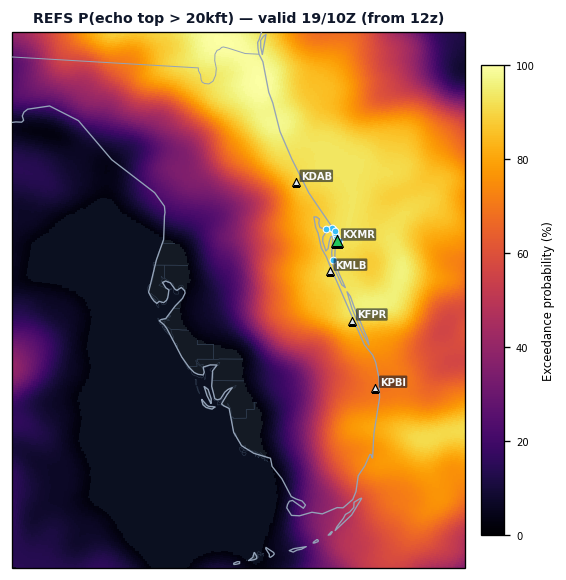 REFS P(echo top > 20kft) — valid 19/10Z (from 12z)
KDAB
KXMR
KMLB
KFPR
KPBI
100
80
60
40
20
0
Exceedance probability (%)